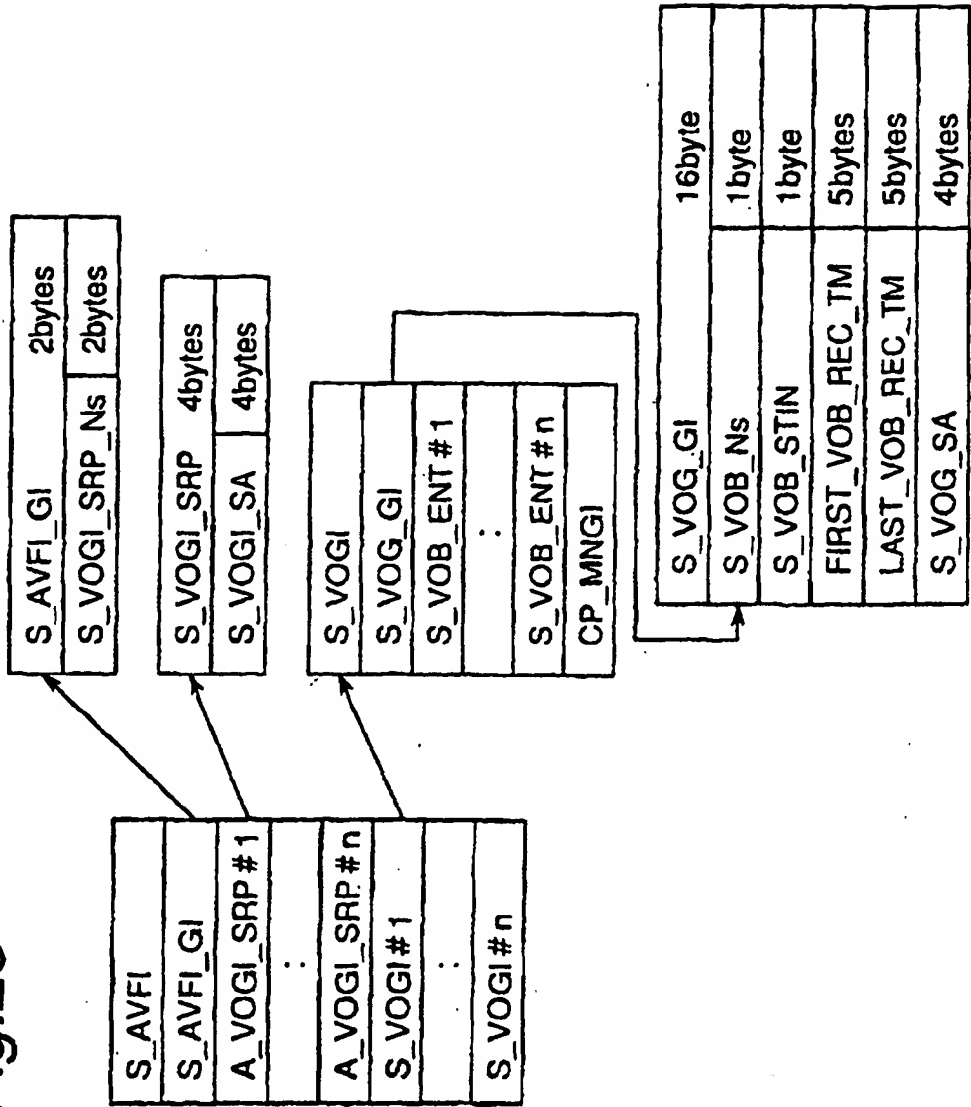 S_AVFI
S_AVFI_GI
A_VOGI_SRP#1
:
A_VOGI_SRP#n
S_VOGI#1
:
S_VOGI#n
S_AVFI_GI 2bytes
S_VOGI_SRP_Ns 2bytes
S_VOGI_SRP 4bytes
S_VOGI_SA 4bytes
S_VOGI
S_VOG_GI
S_VOB_ENT#1
:
S_VOB_ENT#n
CP_MNGI
S_VOG_GI 16byte
S_VOB_Ns 1byte
S_VOB_STIN 1byte
FIRST_VOB_REC_TM 5bytes
LAST_VOB_REC_TM 5bytes
S_VOG_SA 4bytes